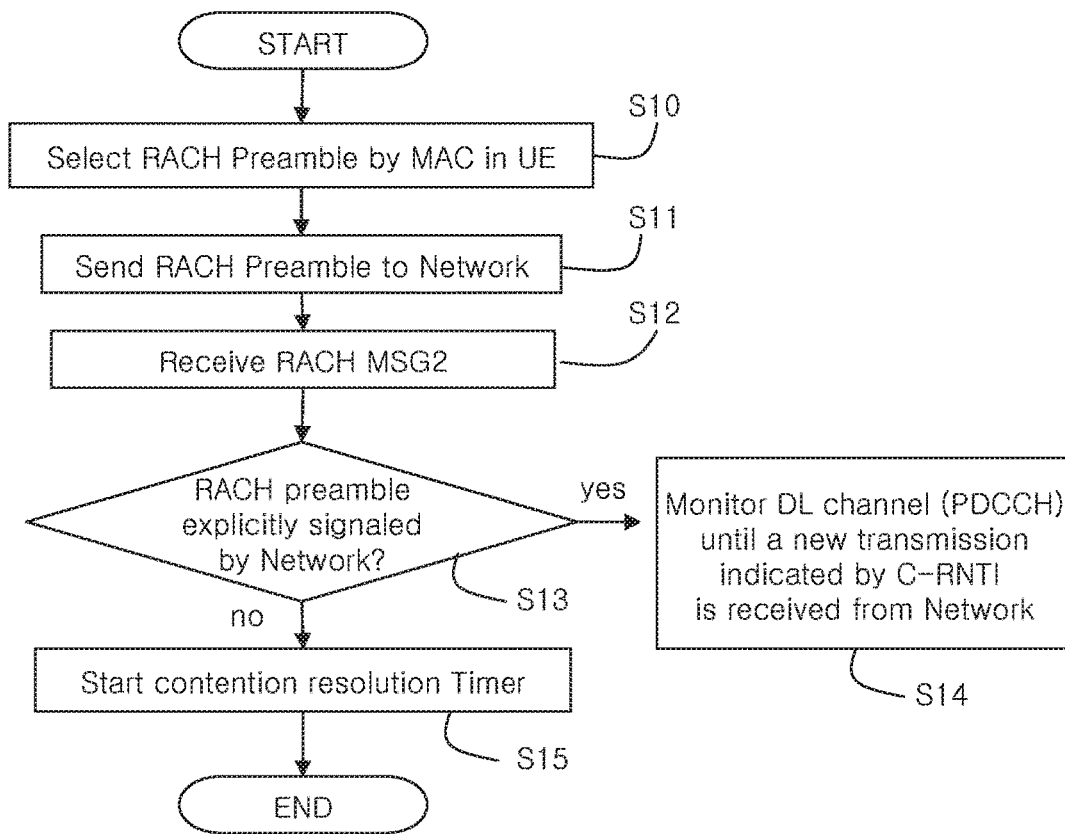 START
S10
Select RACH Preamble by MAC in UE
S11
Send RACH Preamble to Network
S12
Receive RACH MSG2
RACH preamble
explicitly signaled
by Network?
S13
yes
Monitor DL channel (PDCCH)
until a new transmission
indicated by C-RNTI
is received from Network
S14
no
Start contention resolution Timer
S15
END